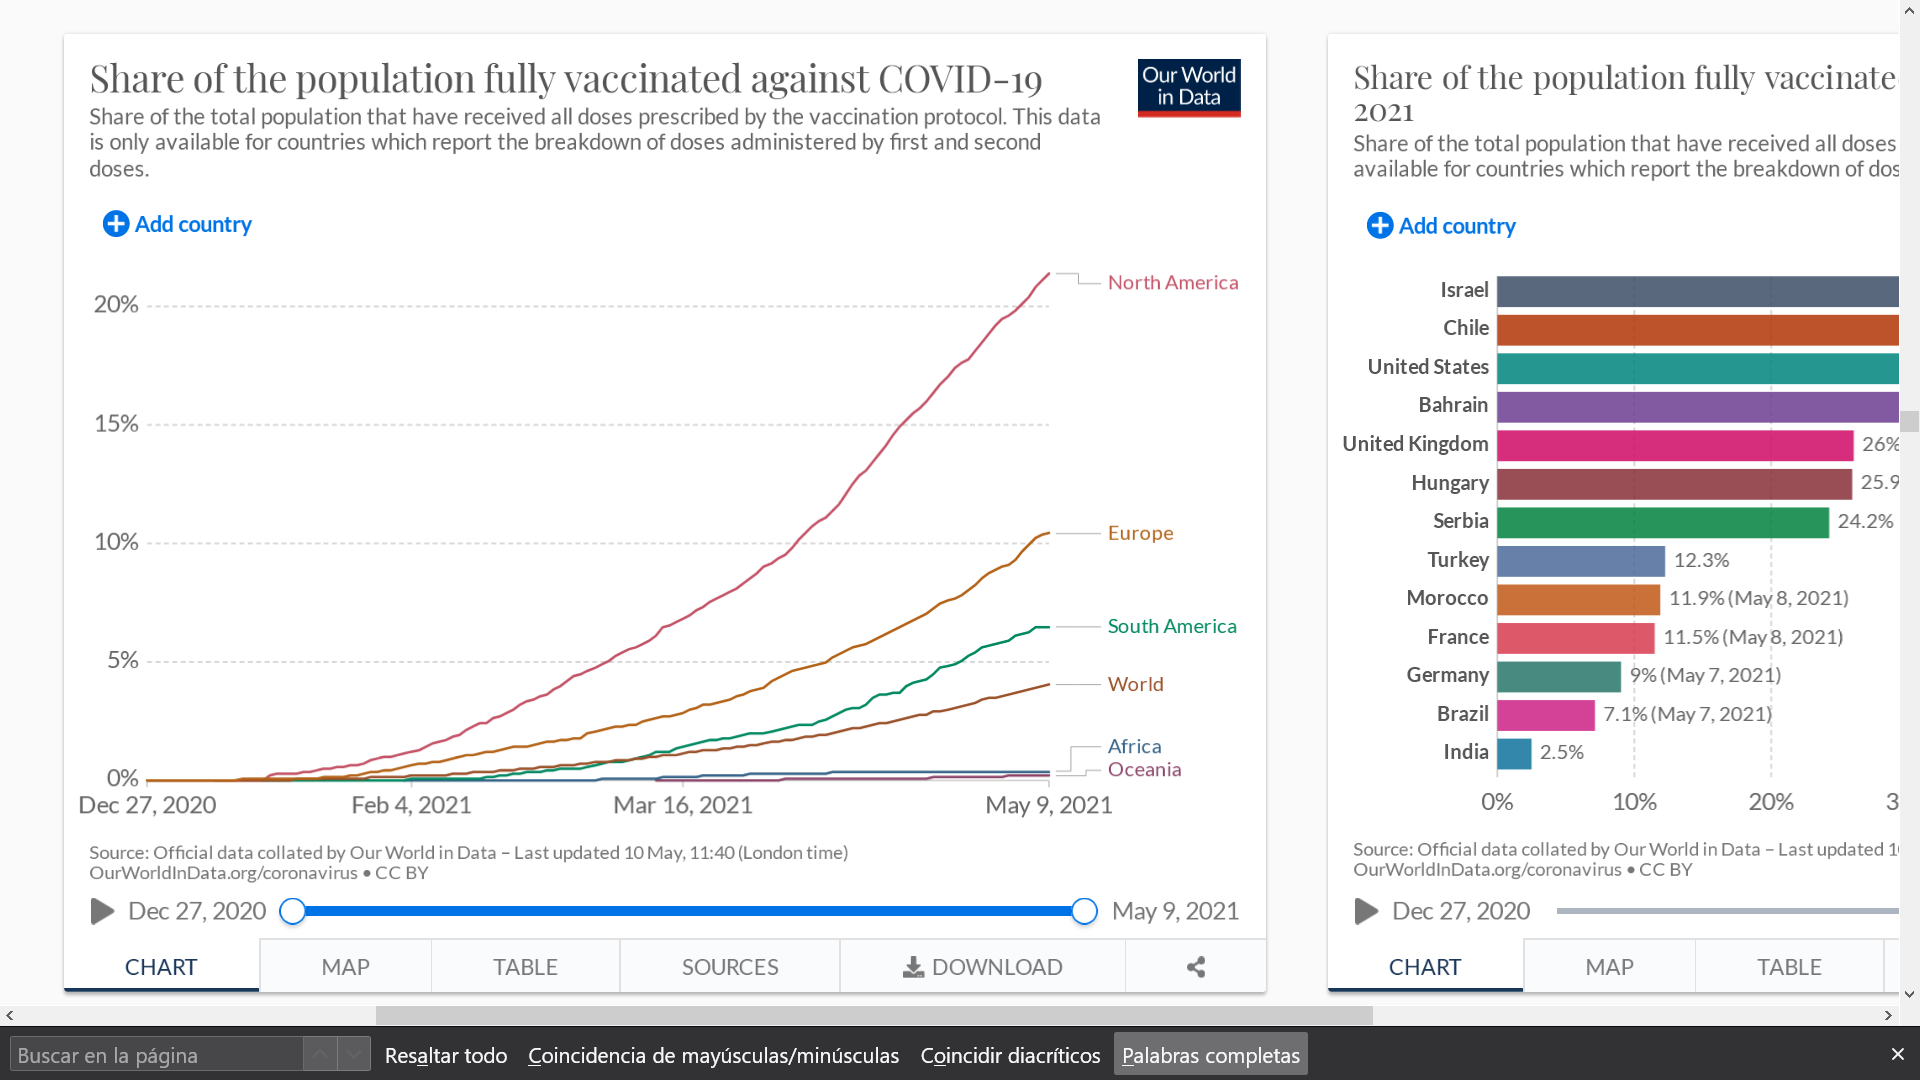 Share of the population fully vaccinated against COVID-19
Share of the total population that have received all doses prescribed by the vaccination protocol. This data
is only available for countries which report the breakdown of doses administered by first and second
doses.
Our World
in Data
Add country
20%
15%
10%
5%
0%
North America
Europe
South America
World
Africa
Oceania
Dec 27, 2020
Feb 4, 2021
Mar 16, 2021
May 9, 2021
Source: Official data collated by Our World in Data – Last updated 10 May, 11:40 (London time)
OurWorldInData.org/coronavirus • CC BY
Dec 27, 2020
May 9, 2021
CHART
MAP
TABLE
SOURCES
DOWNLOAD
Share of the population fully vaccinate
2021
Share of the total population that have received all doses
available for countries which report the breakdown of dos
Add country
Israel
Chile
United States
Bahrain
United Kingdom 26%
Hungary 25.9
Serbia 24.2%
Turkey 12.3%
Morocco 11.9% (May 8, 2021)
France 11.5% (May 8, 2021)
Germany 9% (May 7, 2021)
Brazil 7.1% (May 7, 2021)
India 2.5%
0% 10% 20% 3
Source: Official data collated by Our World in Data – Last updated 1
OurWorldInData.org/coronavirus • CC BY
Dec 27, 2020
CHART
MAP
TABLE
Buscar en la página
Resaltar todo
Coincidencia de mayúsculas/minúsculas
Coincidir diacríticos
Palabras completas